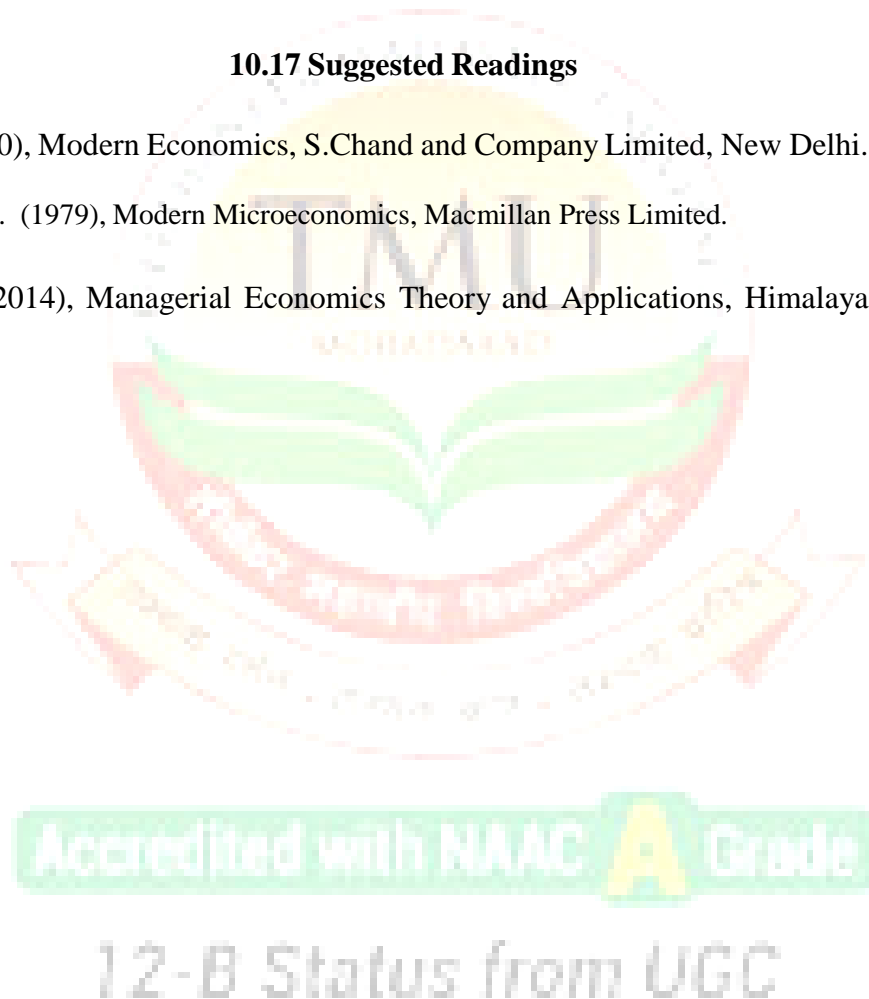 10.17 Suggested Readings
0), Modern Economics, S.Chand and Company Limited, New Delhi.
. (1979), Modern Microeconomics, Macmillan Press Limited.
2014), Managerial Economics Theory and Applications, Himalaya
TMU
MORADABAD
Accredited with NAAC A Grade
12-B Status from UGC